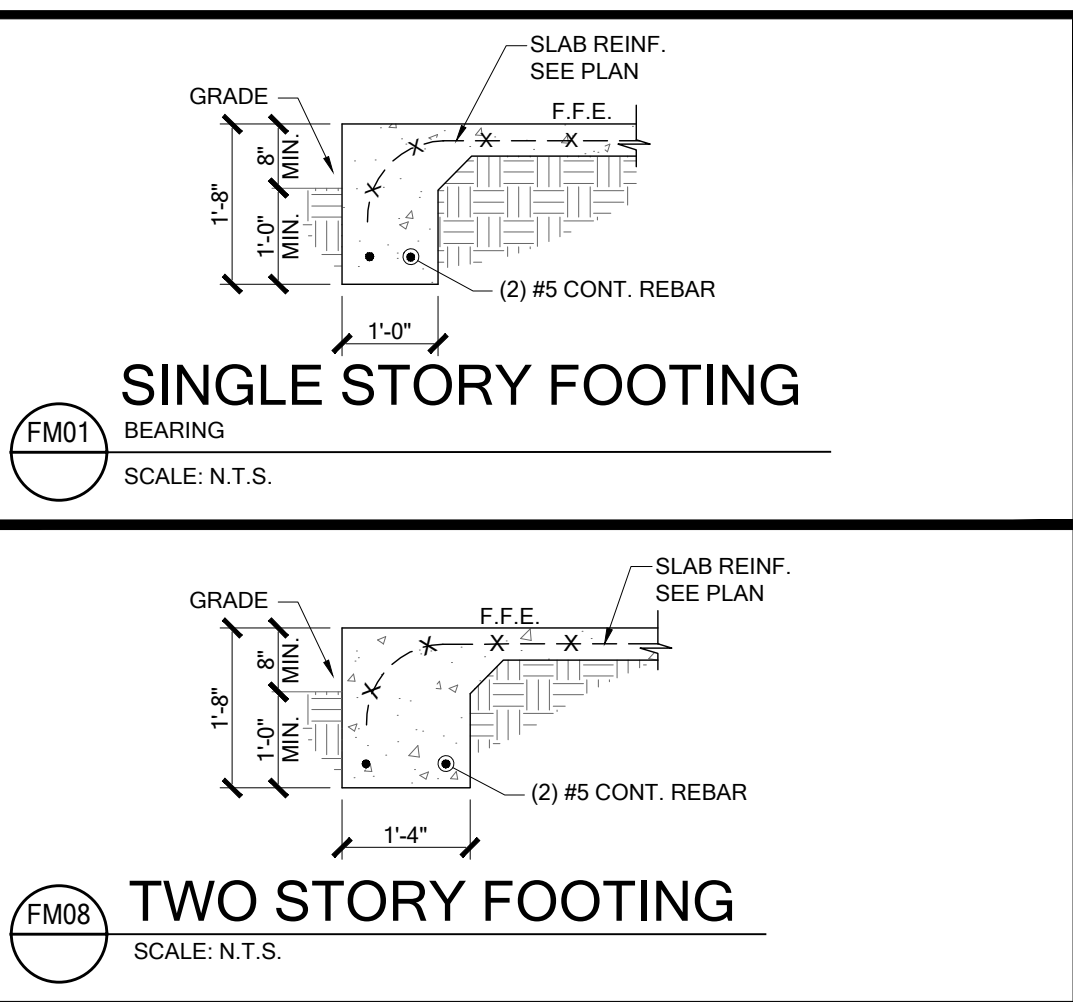 SLAB REINF.
SEE PLAN
GRADE
F.F.E.
8"
MIN.
1'-8"
1'-0"
MIN.
(2) #5 CONT. REBAR
1'-0"
SINGLE STORY FOOTING
FM01
BEARING
SCALE: N.T.S.
SLAB REINF.
SEE PLAN
GRADE
F.F.E.
8"
MIN.
1'-8"
1'-0"
MIN.
(2) #5 CONT. REBAR
1'-4"
TWO STORY FOOTING
FM08
SCALE: N.T.S.